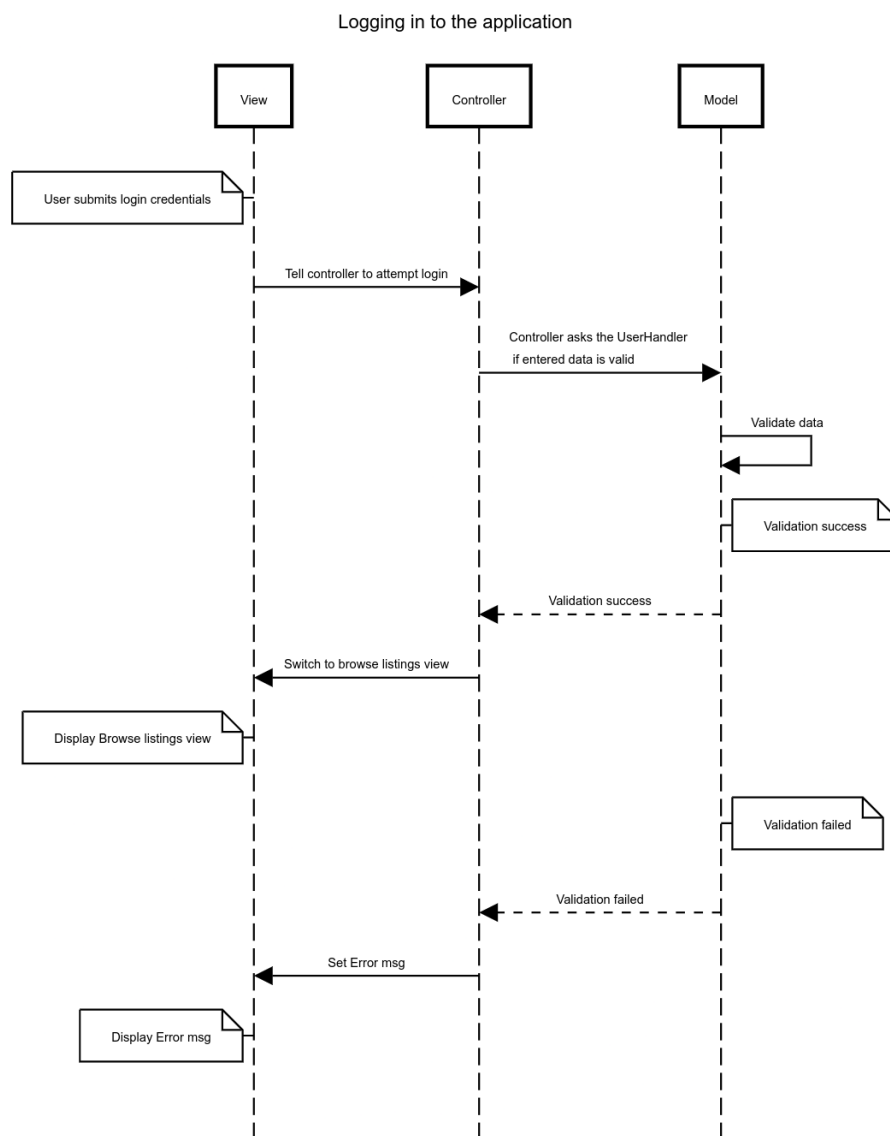 Logging in to the application
View
Controller
Model
User submits login credentials
Tell controller to attempt login
Controller asks the UserHandler
if entered data is valid
Validate data
Validation success
Validation success
Switch to browse listings view
Display Browse listings view
Validation failed
Validation failed
Set Error msg
Display Error msg